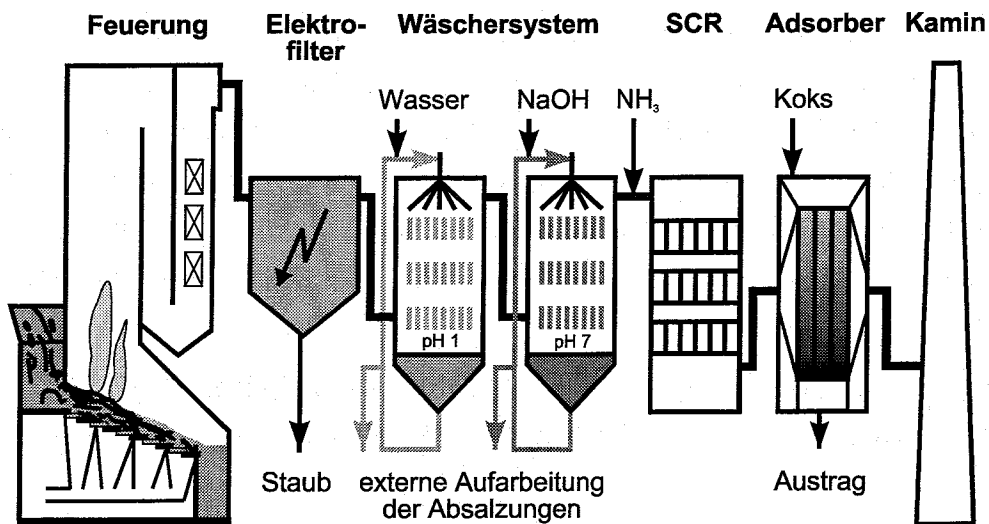 Feuerung
Elektro-
filter
Wäschersystem
SCR
Adsorber
Kamin
Wasser
NaOH
NH₃
Koks
pH 1
pH 7
Staub
externe Aufarbeitung
der Absalzungen
Austrag